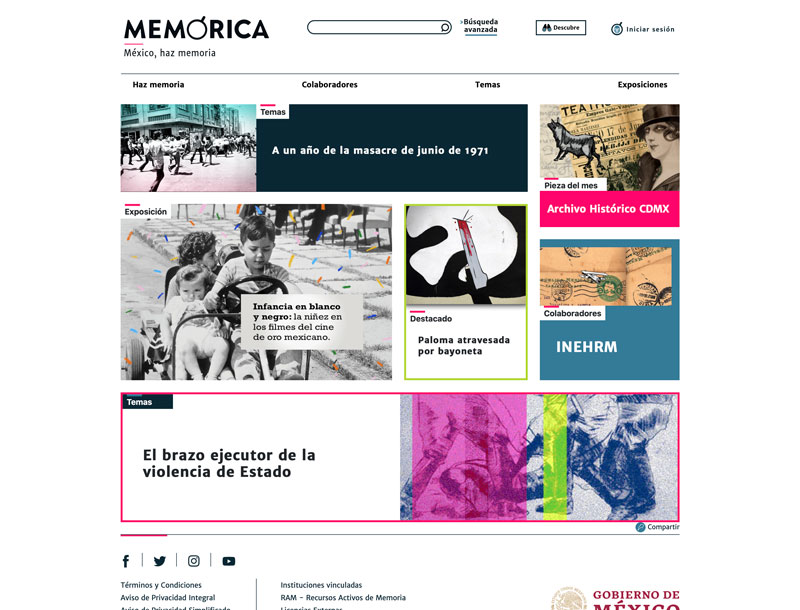 MEMÓRICA
México, haz memoria
>Búsqueda
avanzada
Descubre
Iniciar sesión
Haz memoria
Colaboradores
Temas
Exposiciones
Temas
A un año de la masacre de junio de 1971
TEATRO
Pieza del mes
Archivo Histórico CDMX
Exposición
Infancia en blanco
y negro: la niñez en
los filmes del cine
de oro mexicano.
Destacado
Paloma atravesada
por bayoneta
Colaboradores
INEHRM
Temas
El brazo ejecutor de la
violencia de Estado
Compartir
Términos y Condiciones
Aviso de Privacidad Integral
Aviso de Privacidad Simplificado
Instituciones vinculadas
RAM – Recursos Activos de Memoria
Licencias Externas
GOBIERNO DE
MÉXICO